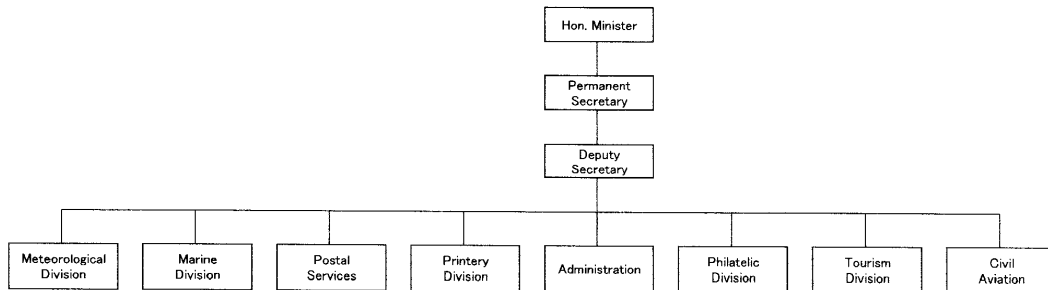 Hon. Minister
Permanent
Secretary
Deputy
Secretary
Meteorological
Division
Marine
Division
Postal
Services
Printery
Division
Administration
Philatelic
Division
Tourism
Division
Civil
Aviation